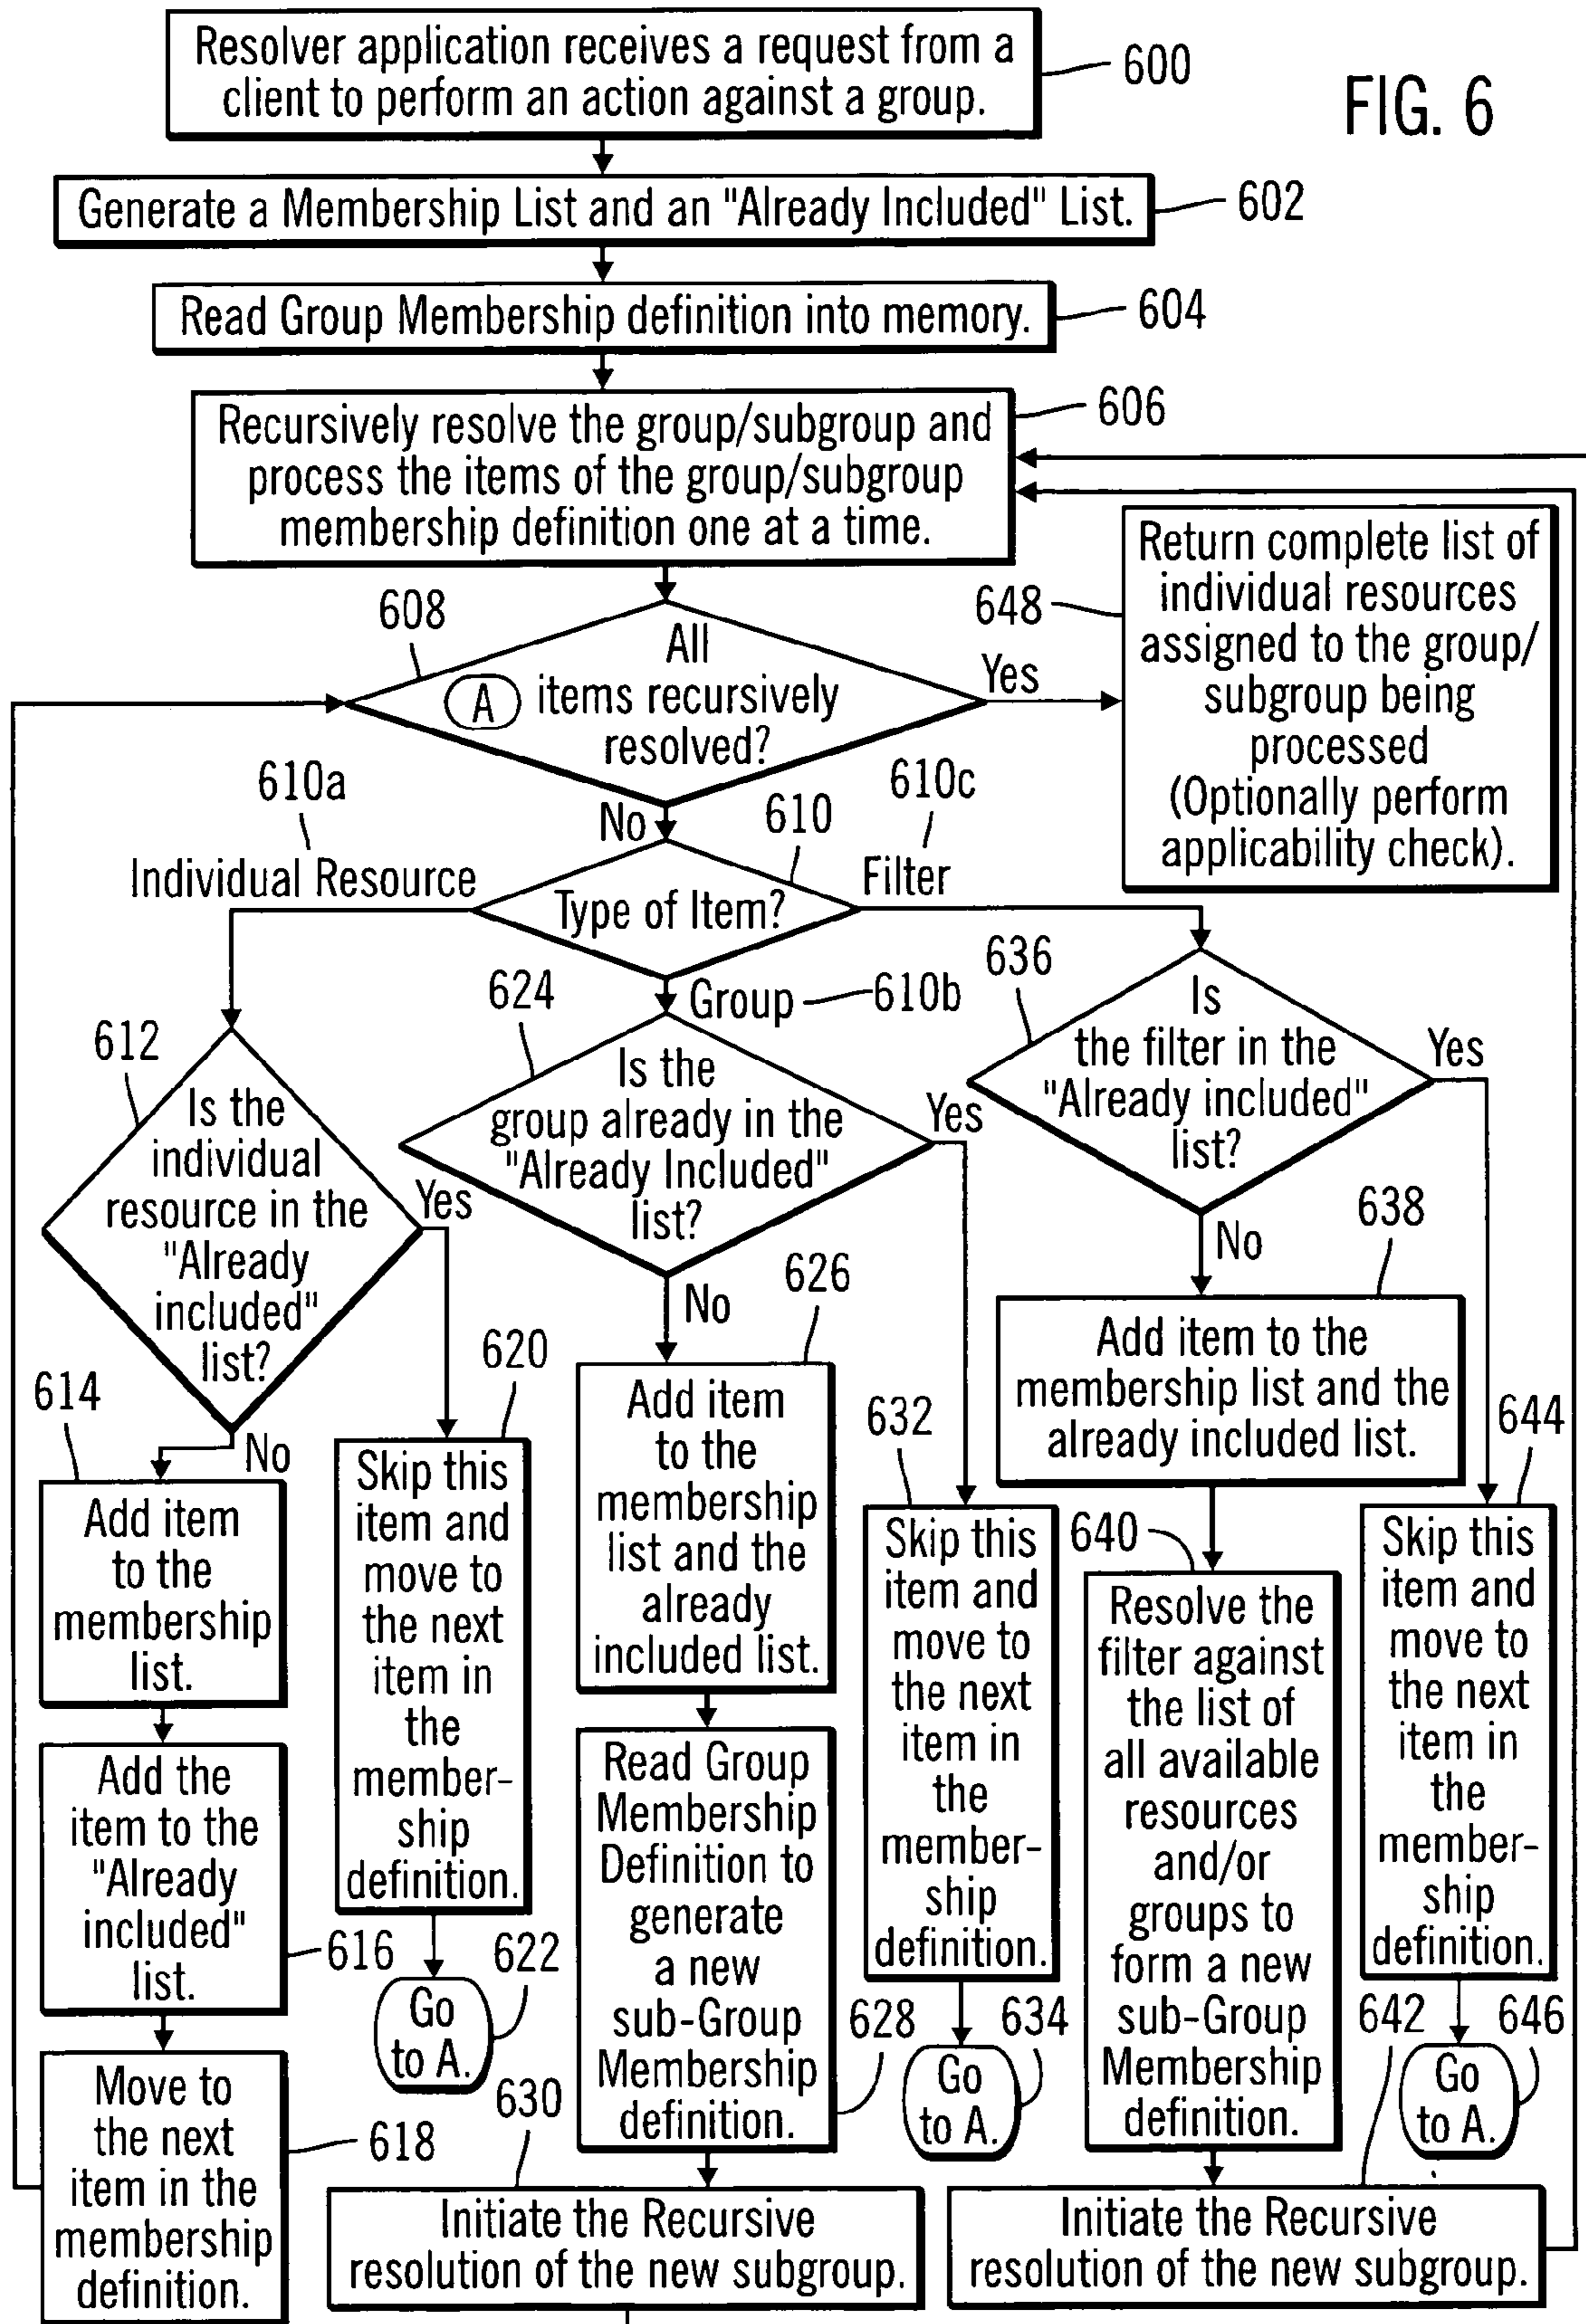 Resolver application receives a request from a
client to perform an action against a group.
600
FIG. 6
Generate a Membership List and an "Already Included" List.
602
Read Group Membership definition into memory.
604
Recursively resolve the group/subgroup and
process the items of the group/subgroup
membership definition one at a time.
606
608
All
A items recursively
resolved?
Yes
No
648
Return complete list of
individual resources
assigned to the group/
subgroup being
processed
(Optionally perform
applicability check).
610a
Individual Resource
610
Type of Item?
610c
Filter
Group
610b
612
Is the
individual
resource in the
"Already
included"
list?
Yes
No
624
Is the
group already in the
"Already Included"
list?
Yes
No
636
Is
the filter in the
"Already included"
list?
Yes
No
614
Add item
to the
membership
list.
Add the
item to the
"Already
included"
list.
616
Move to
the next
item in the
membership
definition.
618
620
Skip this
item and
move to
the next
item in
the
member-
ship
definition.
622
Go
to A.
626
Add item
to the
membership
list and the
already
included list.
Read Group
Membership
Definition to
generate
a new
sub-Group
Membership
definition.
628
630
Initiate the Recursive
resolution of the new subgroup.
632
Skip this
item and
move to
the next
item in
the
member-
ship
definition.
634
Go
to A.
638
Add item to the
membership list and the
already included list.
640
Resolve the
filter against
the list of
all available
resources
and/or
groups to
form a new
sub-Group
Membership
definition.
642
Initiate the Recursive
resolution of the new subgroup.
644
Skip this
item and
move to
the next
item in
the
member-
ship
definition.
646
Go
to A.